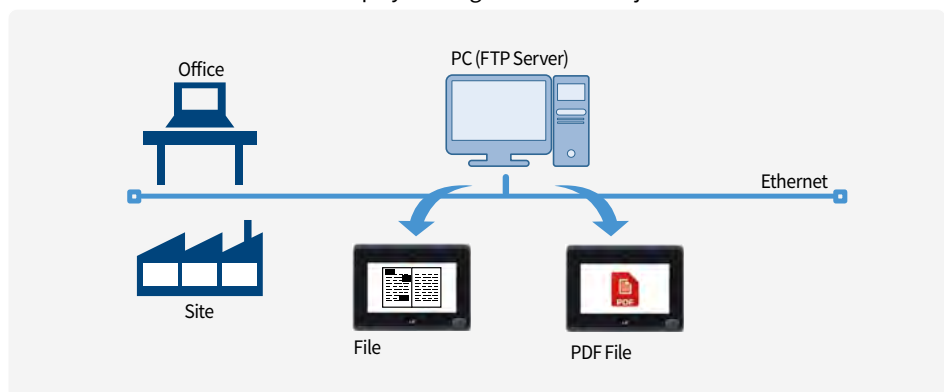 Office
PC (FTP Server)
Ethernet
Site
File
PDF
PDF File